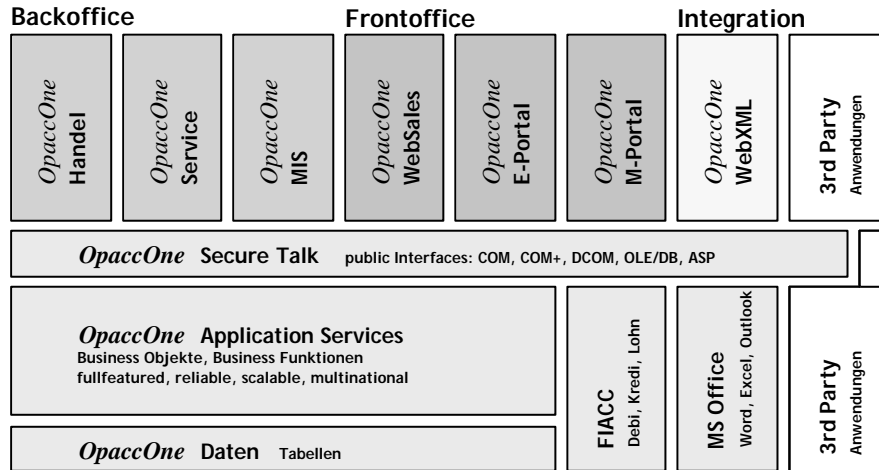 Backoffice
Frontoffice
Integration
OpaccOne
Handel
OpaccOne
Service
OpaccOne
MIS
OpaccOne
WebSales
OpaccOne
E-Portal
OpaccOne
M-Portal
OpaccOne
WebXML
3rd Party
Anwendungen
OpaccOne Secure Talk public Interfaces: COM, COM+, DCOM, OLE/DB, ASP
OpaccOne Application Services
Business Objekte, Business Funktionen
fullfeatured, reliable, scalable, multinational
FIACC
Debi, Kredi, Lohn
MS Office
Word, Excel, Outlook
3rd Party
Anwendungen
OpaccOne Daten Tabellen